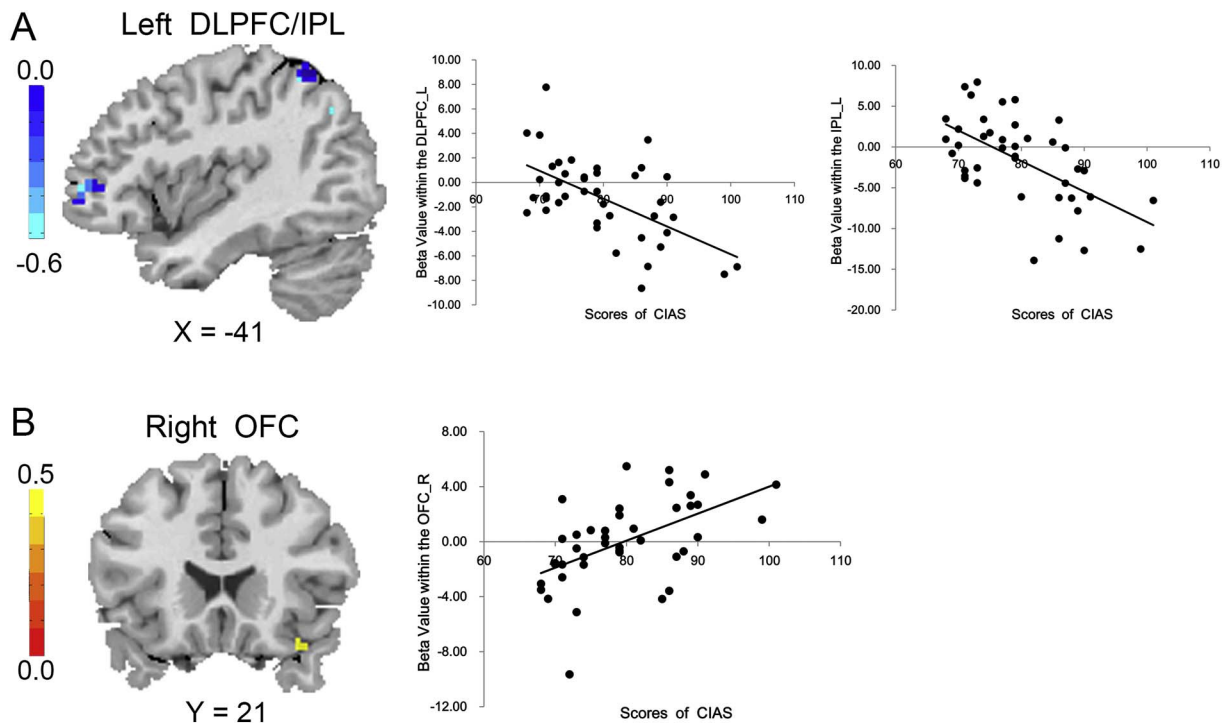 A
Left DLPFC/IPL
0.0
-0.6
X = -41
Beta Value within the DLPFC_L
10.00
8.00
6.00
4.00
2.00
0.00
-2.00
-4.00
-6.00
-8.00
-10.00
60 70 80 90 100 110
Scores of CIAS
Beta Value within the IPL_L
10.00
5.00
0.00
-5.00
-10.00
-15.00
-20.00
60 70 80 90 100 110
Scores of CIAS
B
Right OFC
0.5
0.0
Y = 21
Beta Value within the OFC_R
8.00
4.00
0.00
-4.00
-8.00
-12.00
60 70 80 90 100 110
Scores of CIAS